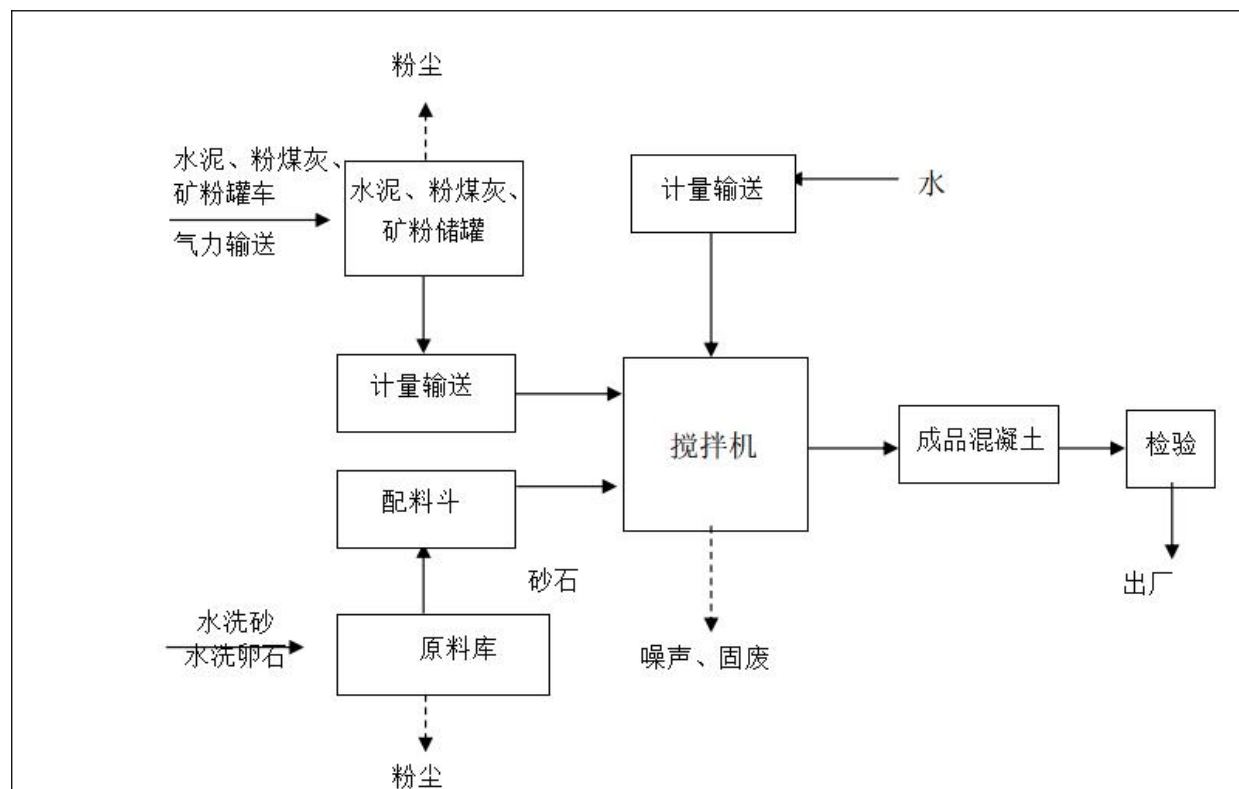 粉尘
水泥、粉煤灰、
矿粉罐车
气力输送
水泥、粉煤灰、
矿粉储罐
计量输送
水
计量输送
搅拌机
成品混凝土
检验
配料斗
砂石
出厂
水洗砂
水洗卵石
原料库
噪声、固废
粉尘